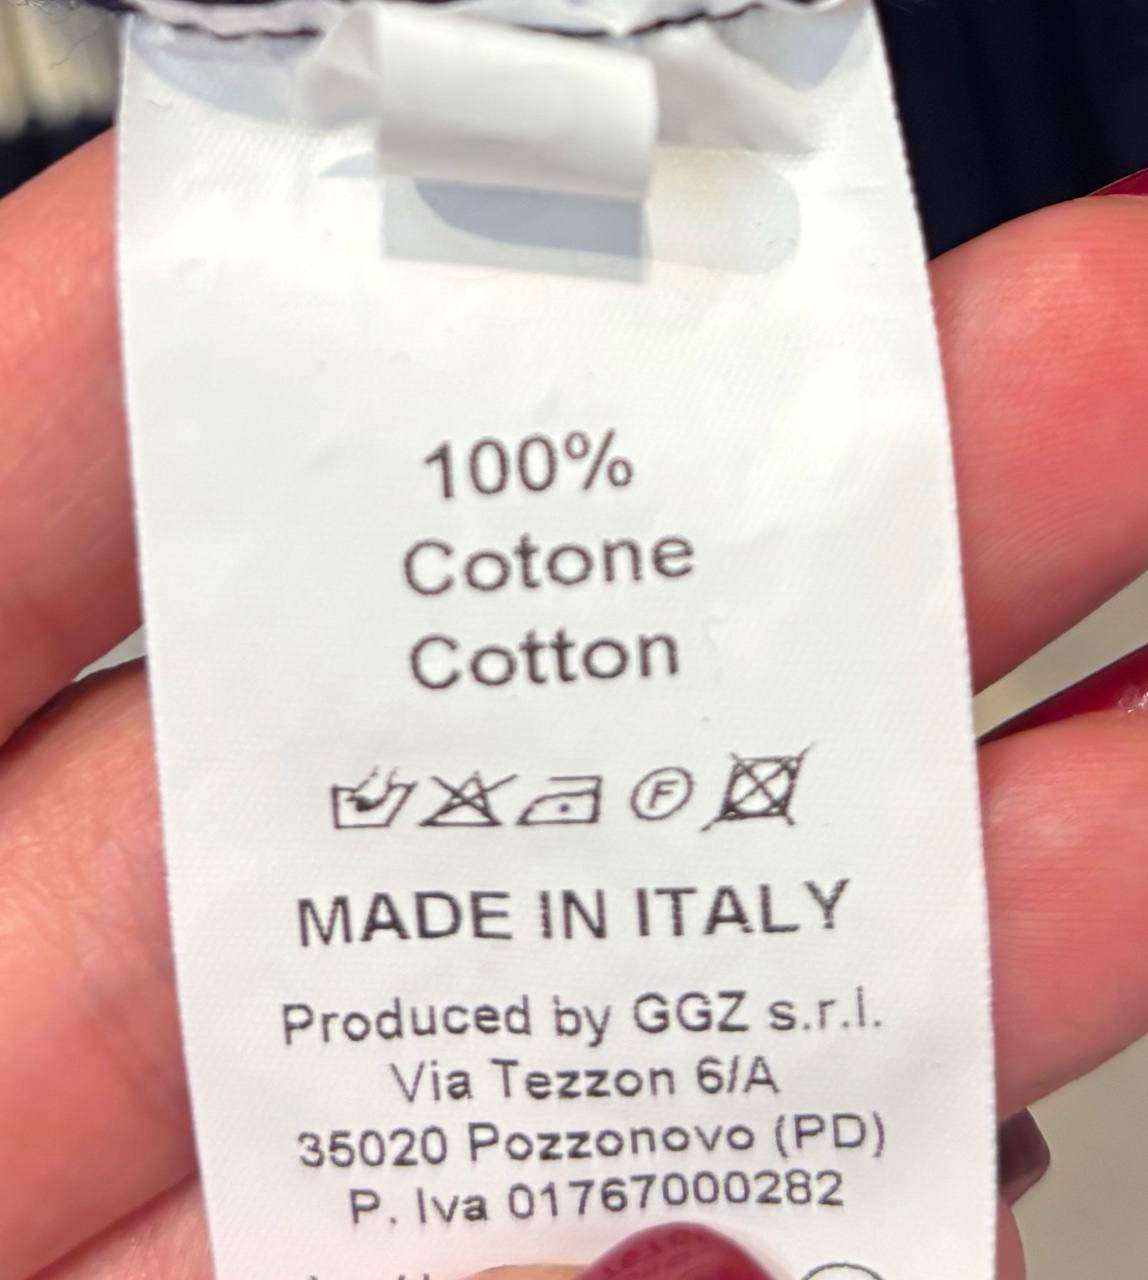 100%
Cotone
Cotton
F
MADE IN ITALY
Produced by GGZ s.r.l.
Via Tezzon 6/A
35020 Pozzonovo (PD)
P. Iva 01767000282